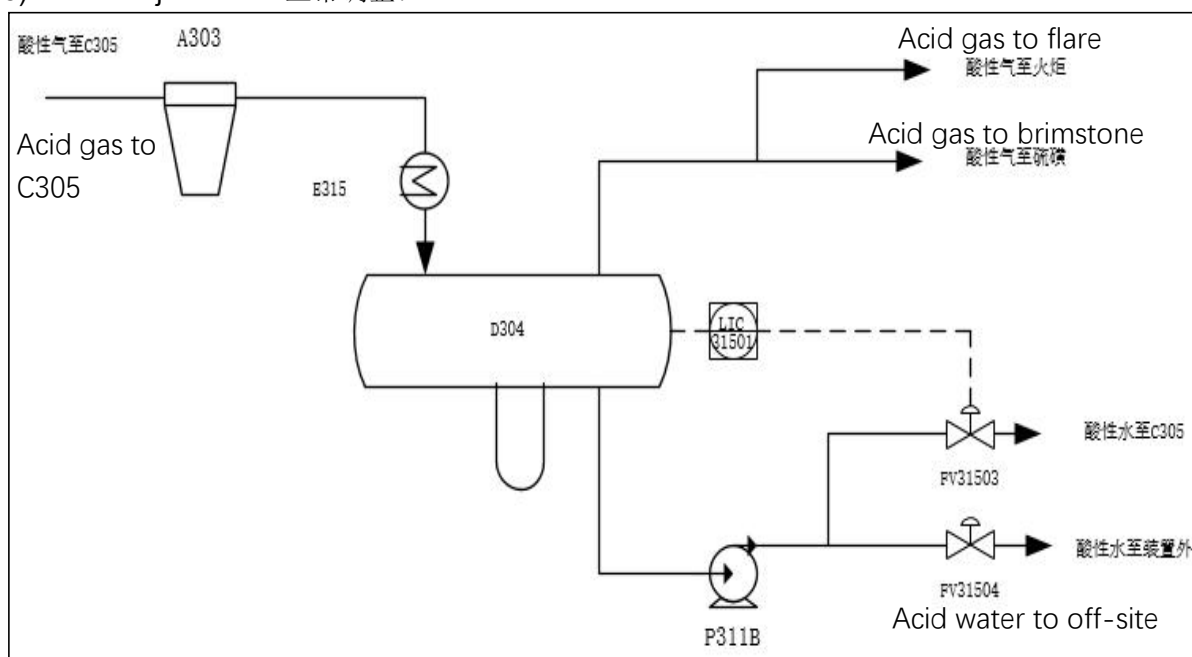 酸性气至C305
A303
Acid gas to flare
酸性气至火炬
Acid gas to
C305
Acid gas to brimstone
酸性气至硫磺
E315
D304
LIC
31501
酸性水至C305
FV31503
酸性水至装置外
FV31504
Acid water to off-site
P311B